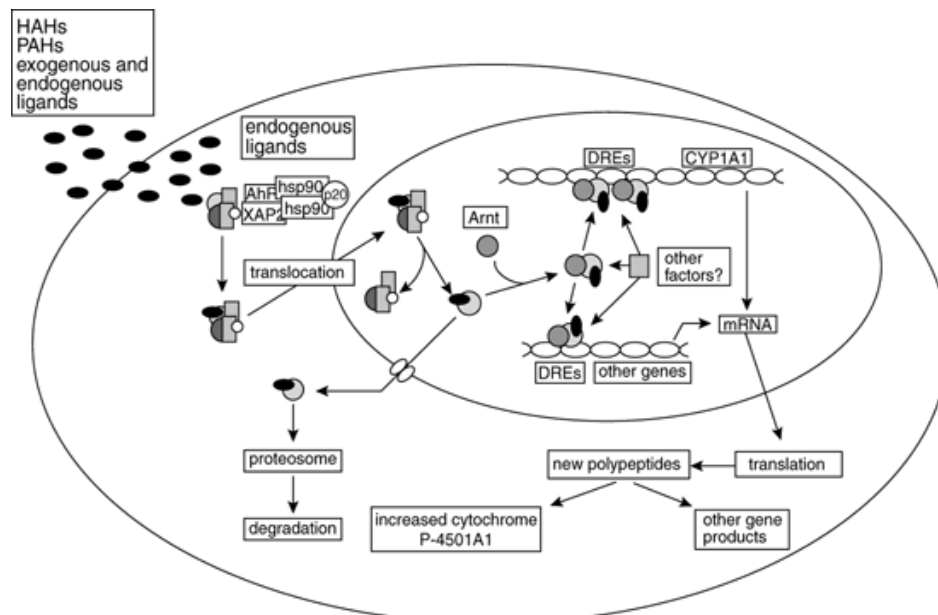 HAHs
PAHs
exogenous and
endogenous
ligands
endogenous
ligands
AhR
hsp90
p20
XAP2
hsp90
translocation
Arnt
DREs
CYP1A1
other
factors?
mRNA
DREs
other genes
proteosome
degradation
new polypeptides
translation
increased cytochrome
P-4501A1
other gene
products